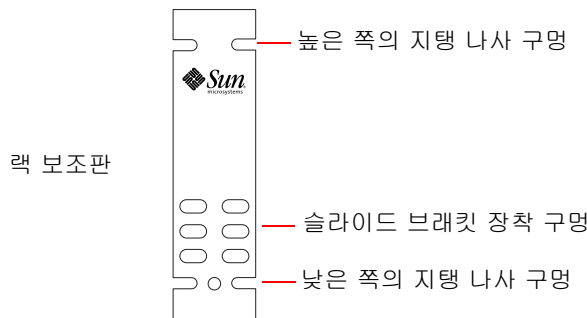 높은 쪽의 지탱 나사 구멍
Sun
microsystems
랙 보조판
슬라이드 브래킷 장착 구멍
낮은 쪽의 지탱 나사 구멍